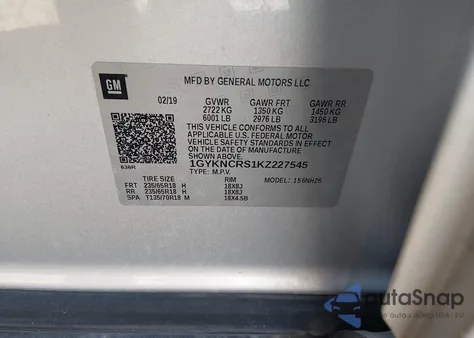 GM
MFD BY GENERAL MOTORS LLC
02/19 GVWR GAWR FRT GAWR RR
2722 KG 1350 KG 1450 KG
6001 LB 2976 LB 3196 LB
THIS VEHICLE CONFORMS TO ALL
APPLICABLE U.S. FEDERAL MOTOR
VEHICLE SAFETY STANDARDS IN EFFECT
ON THE DATE OF MANUFACTURE SHOWN ABOVE.
636R
1GYKNCRS1KZ227545
TYPE: M.P.V.
TIRE SIZE RIM MODEL: 1S6NH26
FRT 235/65R18 H 18X8J
RR 235/65R18 H 18X8J
SPA T135/70R18 M 18X4.5B
autaSnap